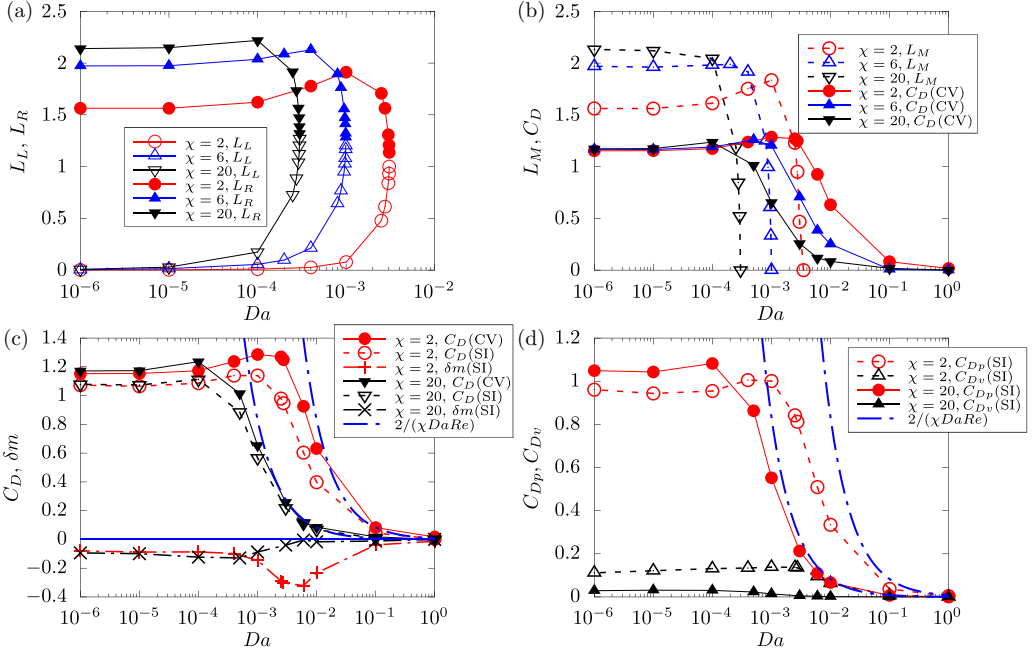 (a)
L_L, L_R
2.5
2
1.5
1
0.5
0
χ = 2, L_L
χ = 6, L_L
χ = 20, L_L
χ = 2, L_R
χ = 6, L_R
χ = 20, L_R
10^−6 10^−5 10^−4 10^−3 10^−2
Da
(b)
L_M, C_D
2.5
2
1.5
1
0.5
0
χ = 2, L_M
χ = 6, L_M
χ = 20, L_M
χ = 2, C_D(CV)
χ = 6, C_D(CV)
χ = 20, C_D(CV)
10^−6 10^−5 10^−4 10^−3 10^−2 10^−1 10^0
Da
(c)
C_D, δm
1.4
1.2
1
0.8
0.6
0.4
0.2
0
−0.2
−0.4
χ = 2, C_D(CV)
χ = 2, C_D(SI)
χ = 2, δm(SI)
χ = 20, C_D(CV)
χ = 20, C_D(SI)
χ = 20, δm(SI)
2/(χDaRe)
10^−6 10^−5 10^−4 10^−3 10^−2 10^−1 10^0
Da
(d)
C_Dp, C_Dv
1.2
1
0.8
0.6
0.4
0.2
0
χ = 2, C_Dp(SI)
χ = 2, C_Dv(SI)
χ = 20, C_Dp(SI)
χ = 20, C_Dv(SI)
2/(χDaRe)
10^−6 10^−5 10^−4 10^−3 10^−2 10^−1 10^0
Da